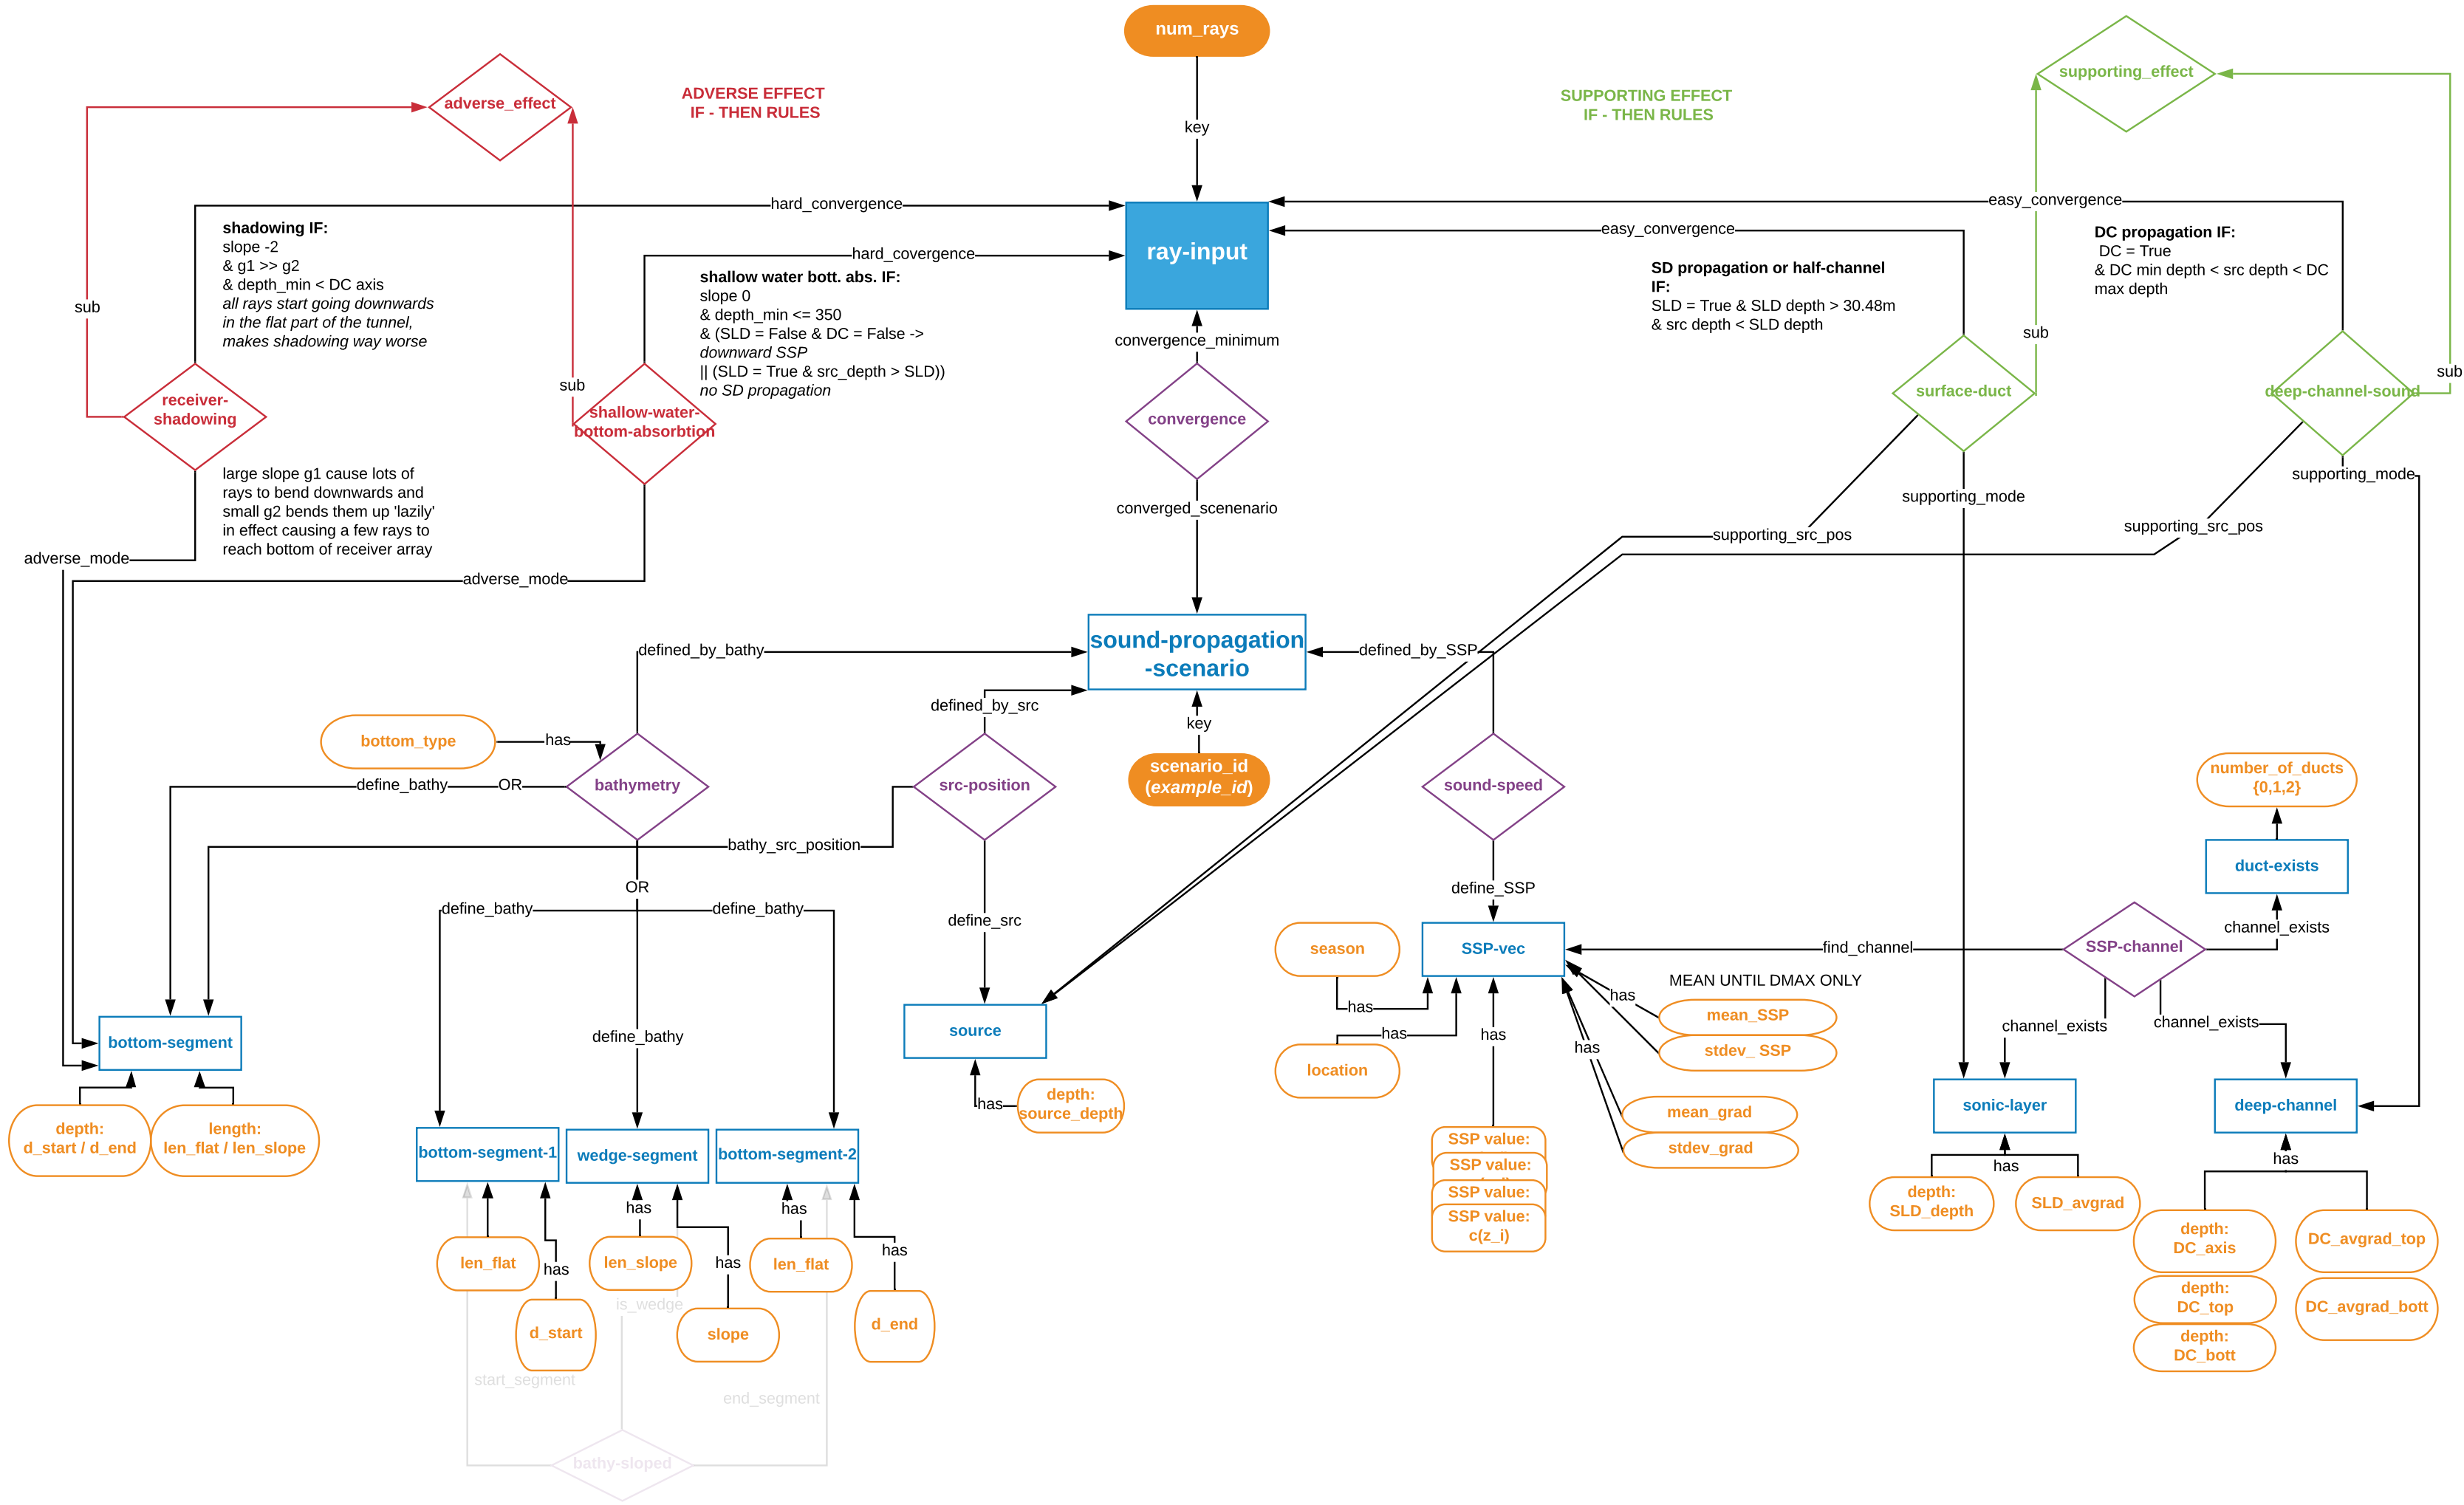 num_rays
adverse_effect
ADVERSE EFFECT
IF - THEN RULES
SUPPORTING EFFECT
IF - THEN RULES
supporting_effect
key
hard_convergence
easy_convergence
ray-input
shadowing IF:
slope -2
& g1 >> g2
& depth_min < DC axis
all rays start going downwards
in the flat part of the tunnel,
makes shadowing way worse
sub
hard_covergence
shallow water bott. abs. IF:
slope 0
& depth_min <= 350
& (SLD = False & DC = False ->
downward SSP
|| (SLD = True & src_depth > SLD))
no SD propagation
easy_convergence
SD propagation or half-channel
IF:
SLD = True & SLD depth > 30.48m
& src depth < SLD depth
DC propagation IF:
DC = True
& DC min depth < src depth < DC
max depth
sub
sub
sub
convergence_minimum
receiver-
shadowing
shallow-water-
bottom-absorbtion
convergence
surface-duct
deep-channel-sound
large slope g1 cause lots of
rays to bend downwards and
small g2 bends them up 'lazily'
in effect causing a few rays to
reach bottom of receiver array
adverse_mode
adverse_mode
converged_scenenario
supporting_mode
supporting_mode
supporting_src_pos
supporting_src_pos
defined_by_bathy
sound-propagation
-scenario
defined_by_SSP
defined_by_src
key
bottom_type
has
define_bathy
OR
bathymetry
src-position
scenario_id
(example_id)
sound-speed
number_of_ducts
{0,1,2}
bathy_src_position
duct-exists
OR
define_bathy
define_bathy
define_src
define_SSP
channel_exists
season
SSP-vec
find_channel
SSP-channel
MEAN UNTIL DMAX ONLY
has
has
mean_SSP
stdev_ SSP
channel_exists
channel_exists
bottom-segment
define_bathy
source
has
has
has
location
depth:
d_start / d_end
length:
len_flat / len_slope
has
depth:
source_depth
mean_grad
stdev_grad
sonic-layer
deep-channel
bottom-segment-1
wedge-segment
bottom-segment-2
SSP value:
SSP value:
SSP value:
SSP value:
c(z_i)
has
has
depth:
SLD_depth
SLD_avgrad
has
has
len_flat
has
len_slope
has
len_flat
has
depth:
DC_axis
DC_avgrad_top
depth:
DC_top
DC_avgrad_bott
depth:
DC_bott
is_wedge
d_start
slope
d_end
start_segment
end_segment
bathy-sloped